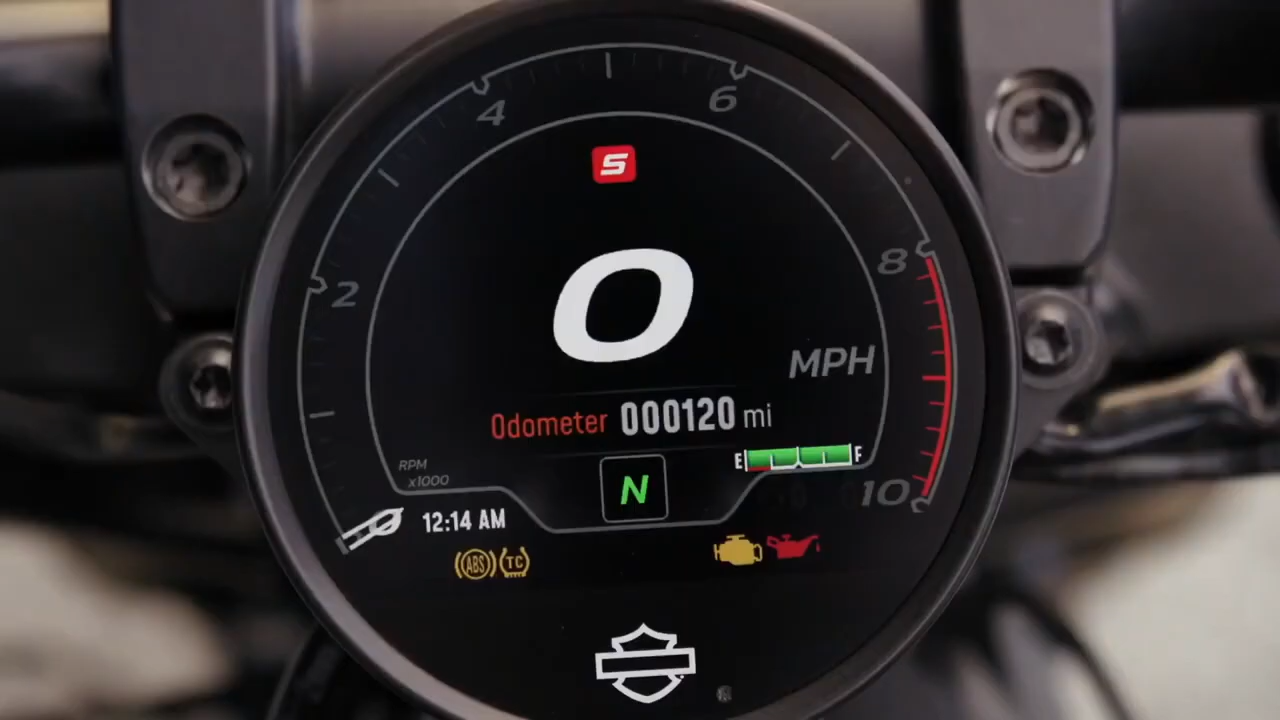 4
6
S
2
8
0
MPH
Odometer 000120 mi
RPM
x1000
E F
N
10
12:14 AM
ABS TC